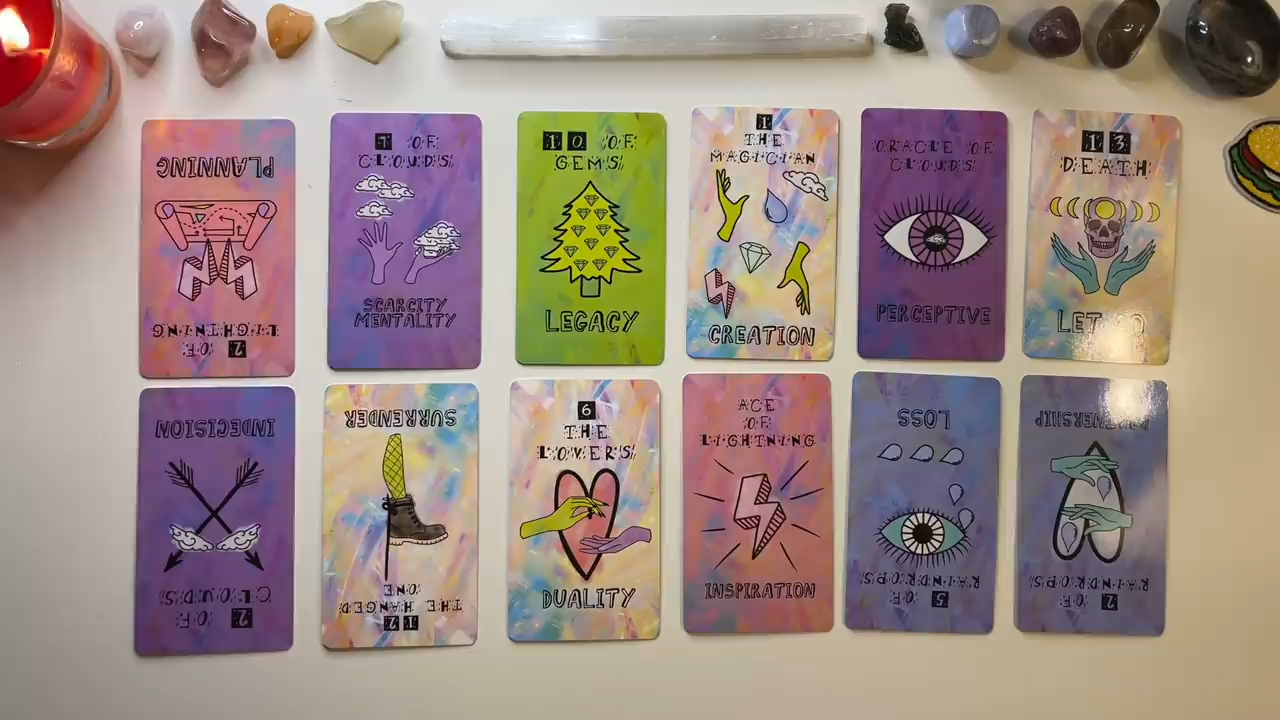 2 OF
LIGHTNING
PLANNING
7 OF
CLOUDS
SCARCITY
MENTALITY
10 OF
GEMS
LEGACY
1
THE
MAGICIAN
CREATION
ORACLE OF
CLOUDS
PERCEPTIVE
13
DEATH
LET GO
2 OF
CLOUDS
INDECISION
12
THE HANGED
ONE
SURRENDER
6
THE
LOVERS
DUALITY
ACE
OF
LIGHTNING
INSPIRATION
5 OF
RAINDROPS
LOSS
2 OF
RAINDROPS
PARTNERSHIP